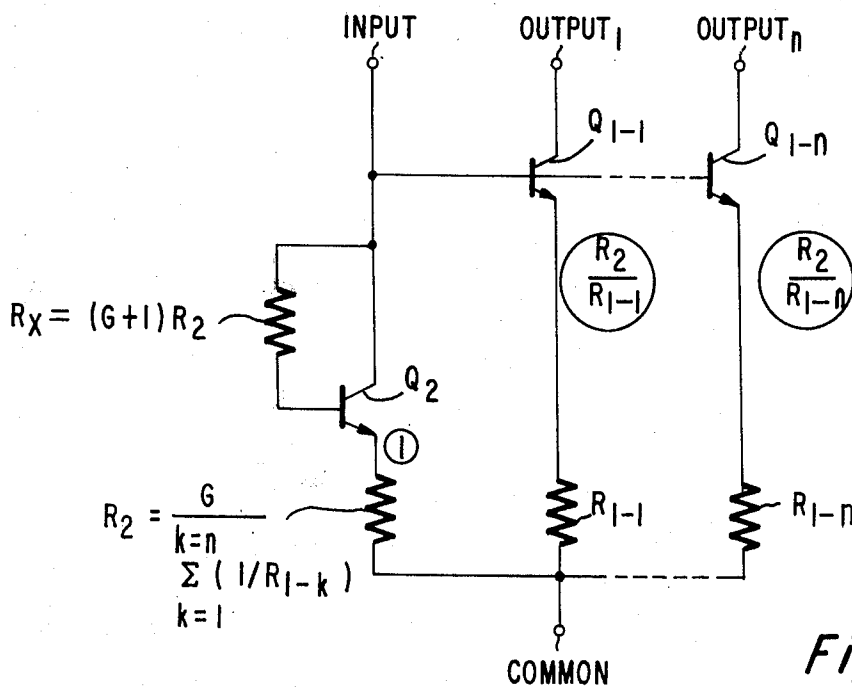 INPUT
OUTPUT₁
OUTPUTₙ
Q₁₋₁
Q₁₋ₙ
R₂
R₁₋₁
R₂
R₁₋ₙ
Rₓ = (G+1)R₂
Q₂
1
R₂ = G
k=n
Σ (1/R₁₋ₖ)
k=1
R₁₋₁
R₁₋ₙ
COMMON